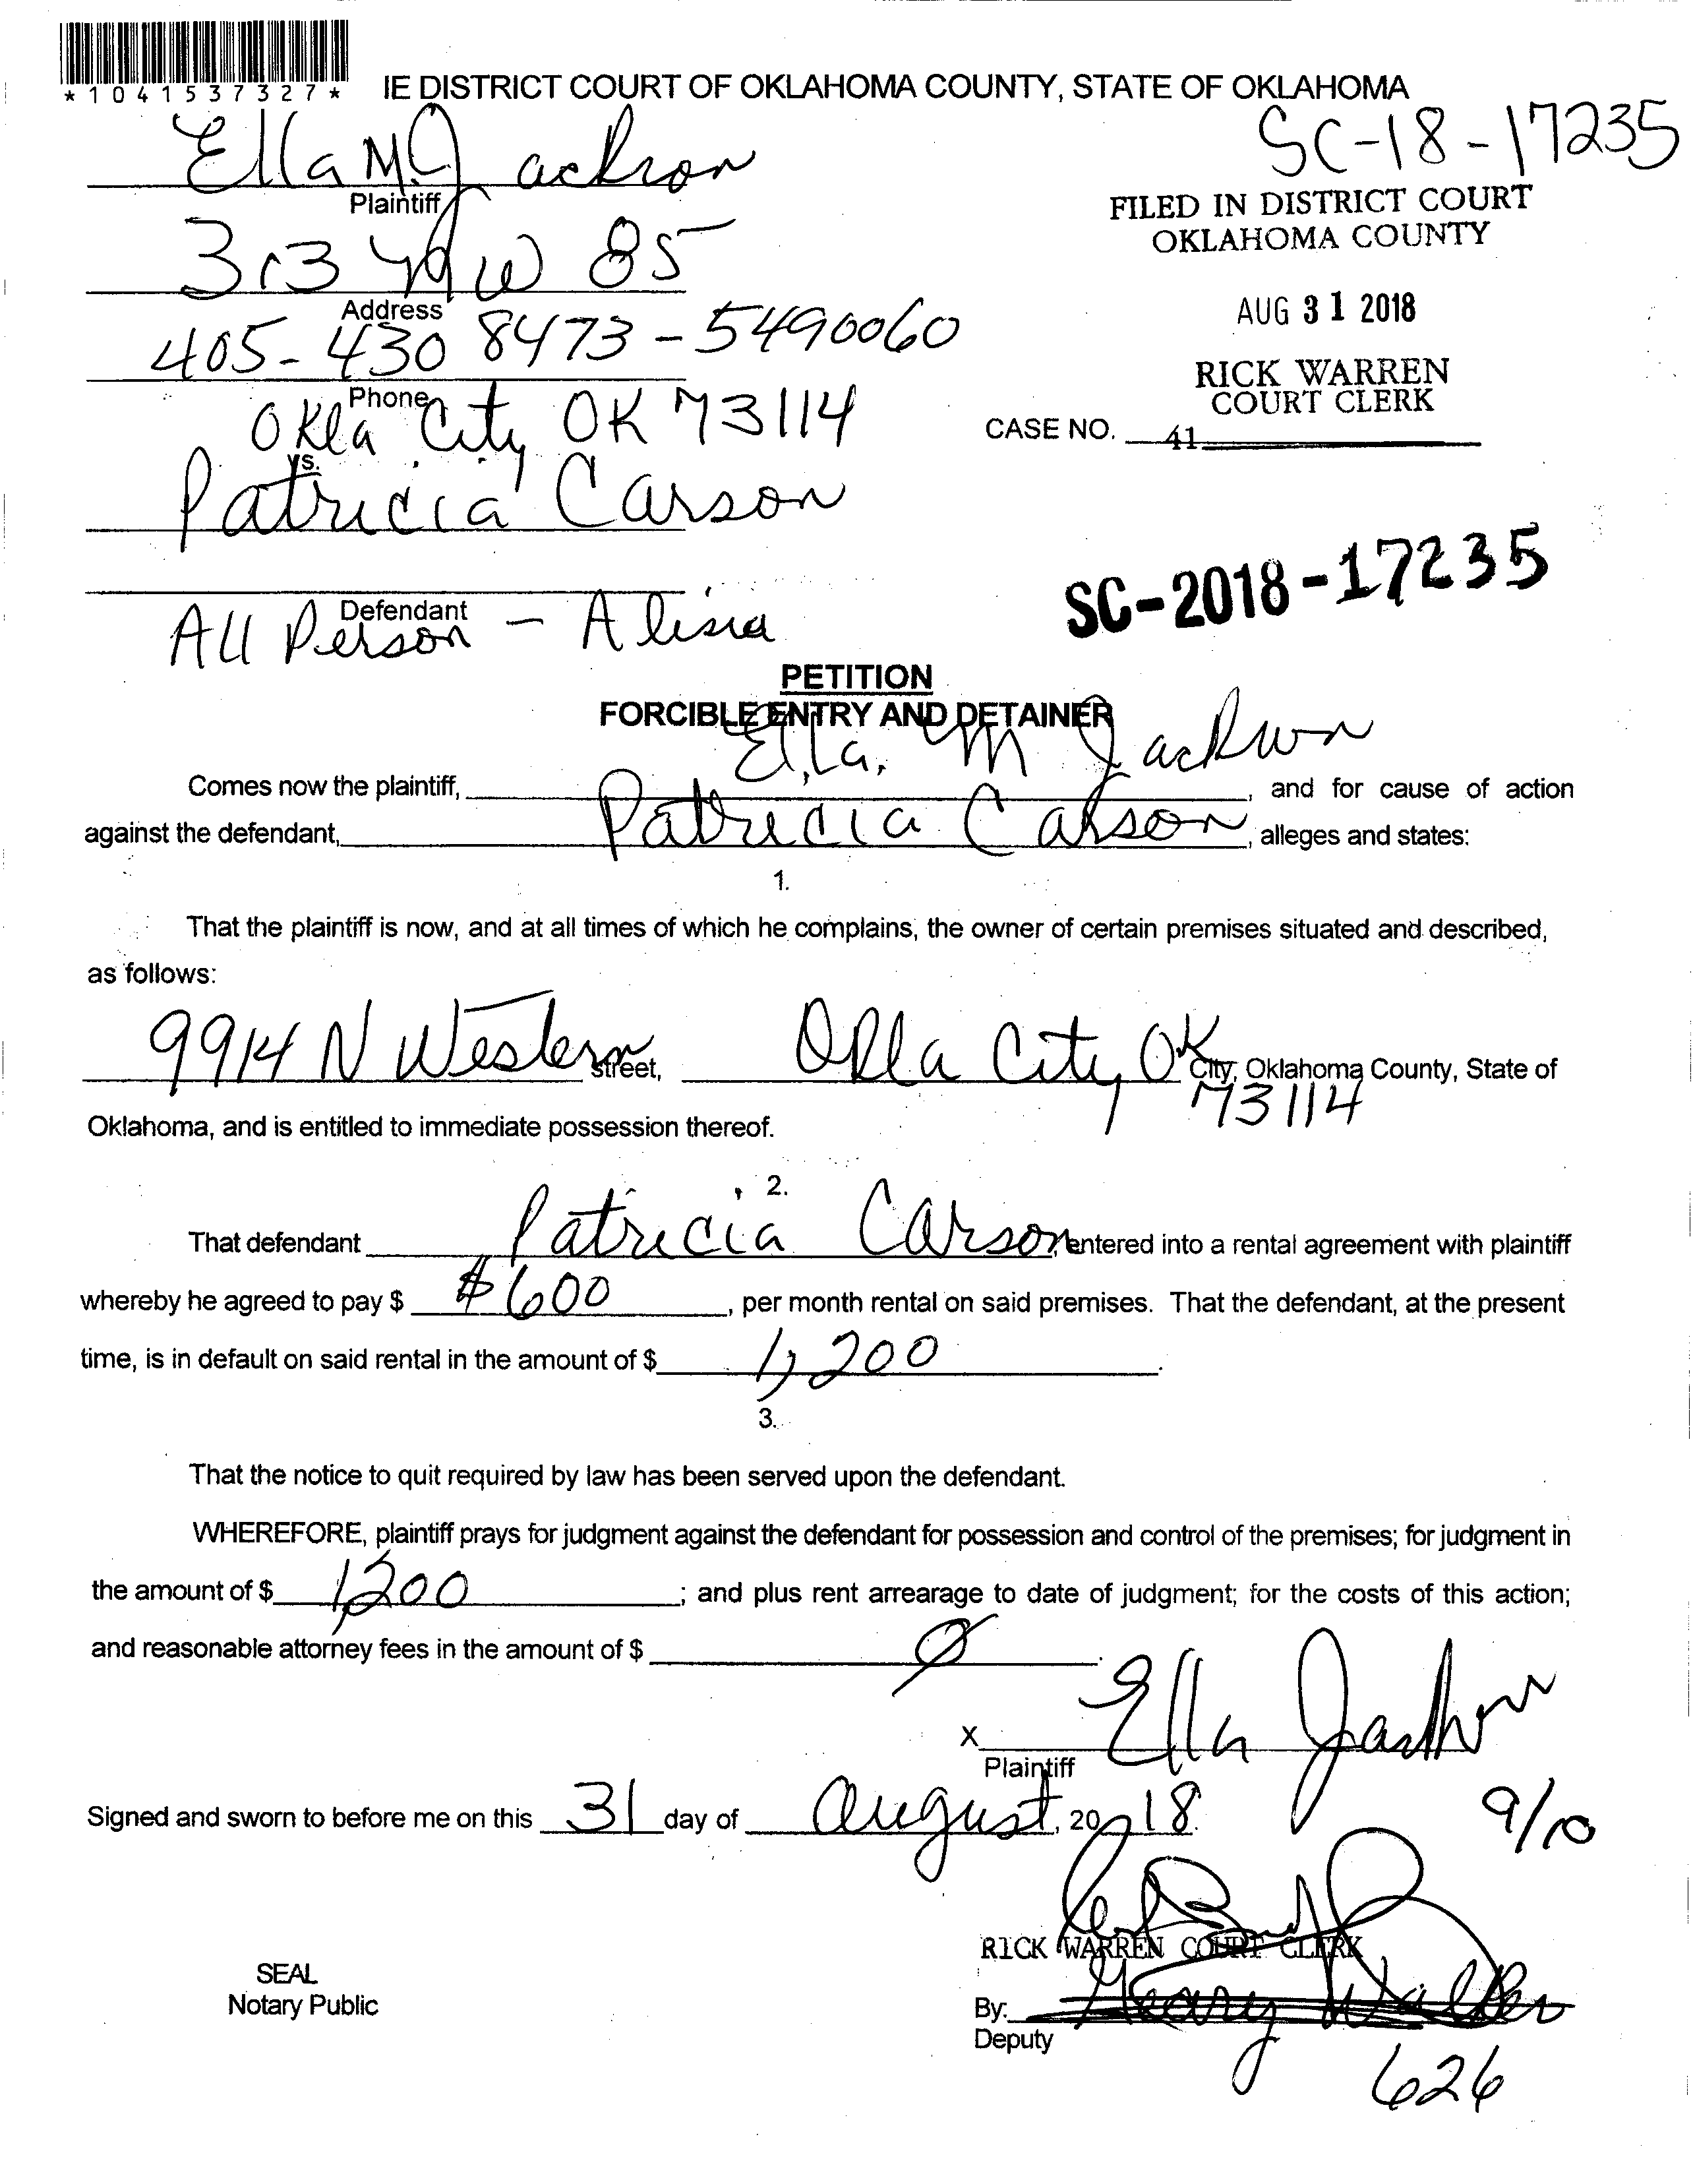 *1041537327*
IE DISTRICT COURT OF OKLAHOMA COUNTY, STATE OF OKLAHOMA
SC-18-17235
Ella M. Jackson
Plaintiff
FILED IN DISTRICT COURT
OKLAHOMA COUNTY
313 NW 85
Address
AUG 31 2018
405-430 8473-5490060
Phone
RICK WARREN
COURT CLERK
Okla City OK 73114
CASE NO. 41
vs.
Patricia Carson
SC-2018-17235
Defendant
All Person - Alisia
PETITION
FORCIBLE ENTRY AND DETAINER
Comes now the plaintiff, Ella. M Jackson, and for cause of action
against the defendant, Patricia Carson, alleges and states:
1.
That the plaintiff is now, and at all times of which he complains, the owner of certain premises situated and described,
as follows:
9914 N Western Street, Okla City OK City, Oklahoma County, State of
73114
Oklahoma, and is entitled to immediate possession thereof.
2.
That defendant Patricia Carson, entered into a rental agreement with plaintiff
whereby he agreed to pay $ $600, per month rental on said premises. That the defendant, at the present
time, is in default on said rental in the amount of $ 1,200.
3.
That the notice to quit required by law has been served upon the defendant.
WHEREFORE, plaintiff prays for judgment against the defendant for possession and control of the premises; for judgment in
the amount of $ 1,200; and plus rent arrearage to date of judgment; for the costs of this action;
and reasonable attorney fees in the amount of $ Ø.
X Ella Jackson
Plaintiff
Signed and sworn to before me on this 31 day of August, 20 18.
9/10
RICK WARREN COURT CLERK
SEAL
Notary Public
By: Geary Walker
Deputy
626